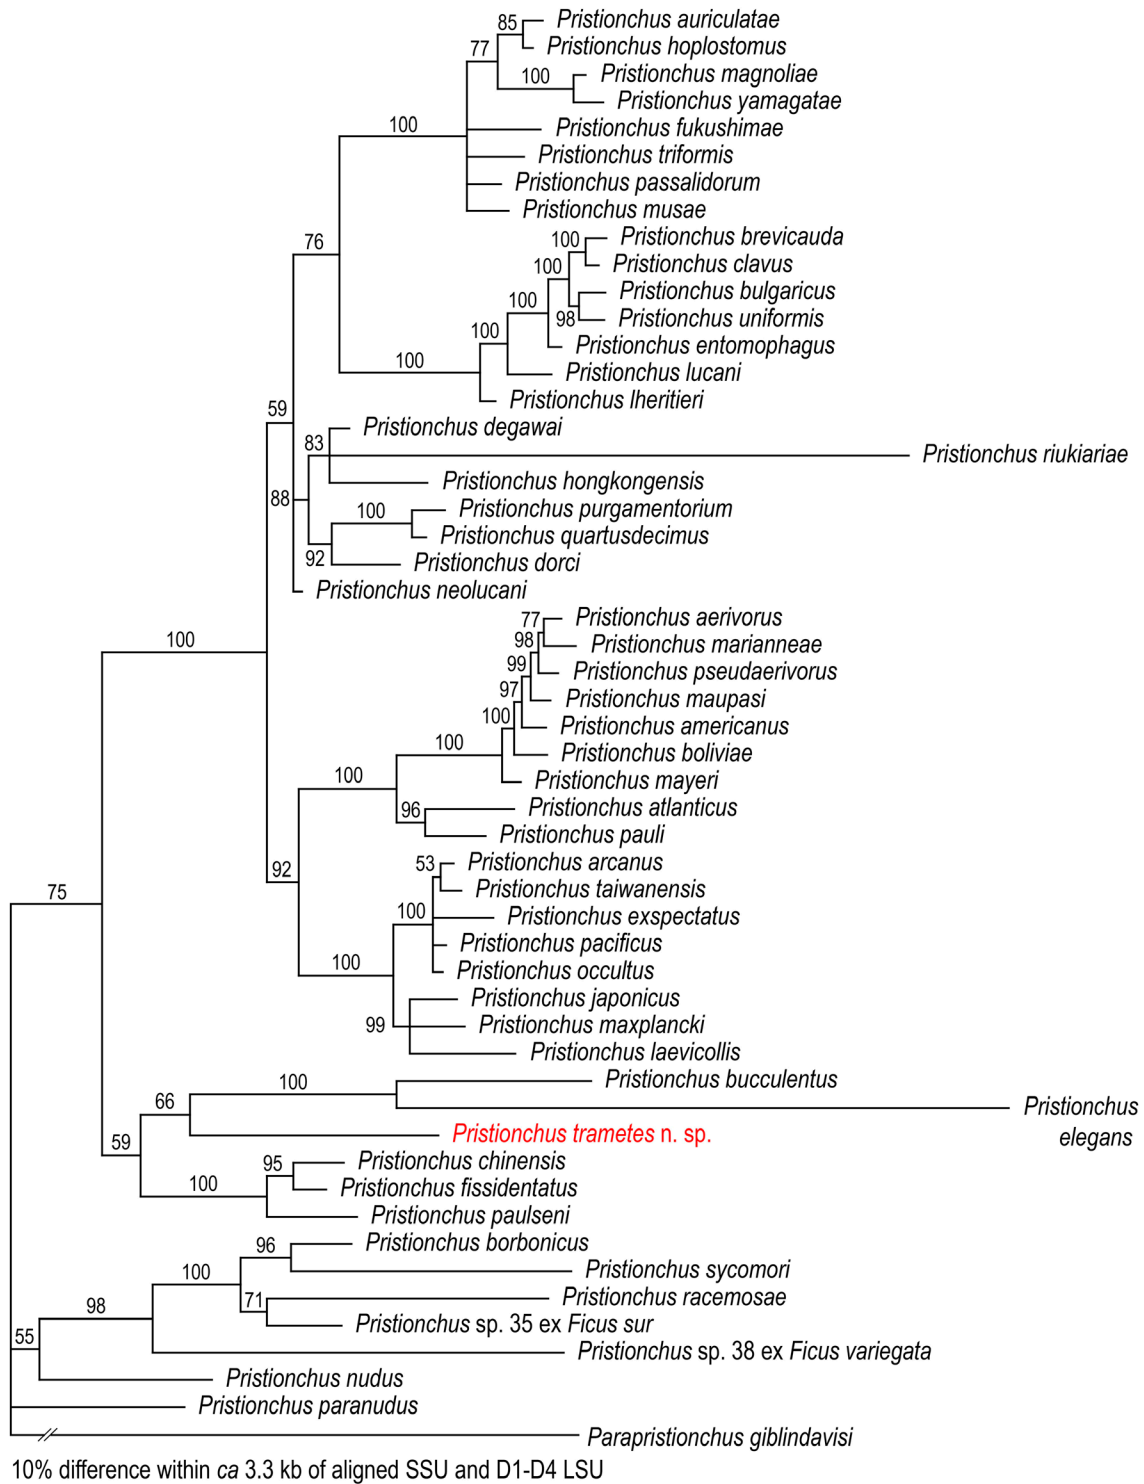 85
Pristionchus auriculatae
Pristionchus hoplostomus
77
Pristionchus magnoliae
100
Pristionchus yamagatae
100
Pristionchus fukushimae
Pristionchus triformis
Pristionchus passalidorum
Pristionchus musae
76
100
Pristionchus brevicauda
100
Pristionchus clavus
Pristionchus bulgaricus
100
98
Pristionchus uniformis
100
Pristionchus entomophagus
100
Pristionchus lucani
Pristionchus lheritieri
59
Pristionchus degawai
83
Pristionchus riukiariae
Pristionchus hongkongensis
88
100
Pristionchus purgamentorium
Pristionchus quartusdecimus
92
Pristionchus dorci
Pristionchus neolucani
100
77
Pristionchus aerivorus
98
Pristionchus marianneae
99
Pristionchus pseudaerivorus
97
Pristionchus maupasi
100
Pristionchus americanus
100
Pristionchus boliviae
100
Pristionchus mayeri
96
Pristionchus atlanticus
Pristionchus pauli
92
53
Pristionchus arcanus
Pristionchus taiwanensis
75
100
Pristionchus exspectatus
Pristionchus pacificus
100
Pristionchus occultus
Pristionchus japonicus
99
Pristionchus maxplancki
Pristionchus laevicollis
100
Pristionchus bucculentus
66
Pristionchus
elegans
Pristionchus trametes n. sp.
59
95
Pristionchus chinensis
100
Pristionchus fissidentatus
Pristionchus paulseni
96
Pristionchus borbonicus
100
Pristionchus sycomori
98
71
Pristionchus racemosae
Pristionchus sp. 35 ex Ficus sur
55
Pristionchus sp. 38 ex Ficus variegata
Pristionchus nudus
Pristionchus paranudus
Parapristionchus giblindavisi
10% difference within ca 3.3 kb of aligned SSU and D1-D4 LSU